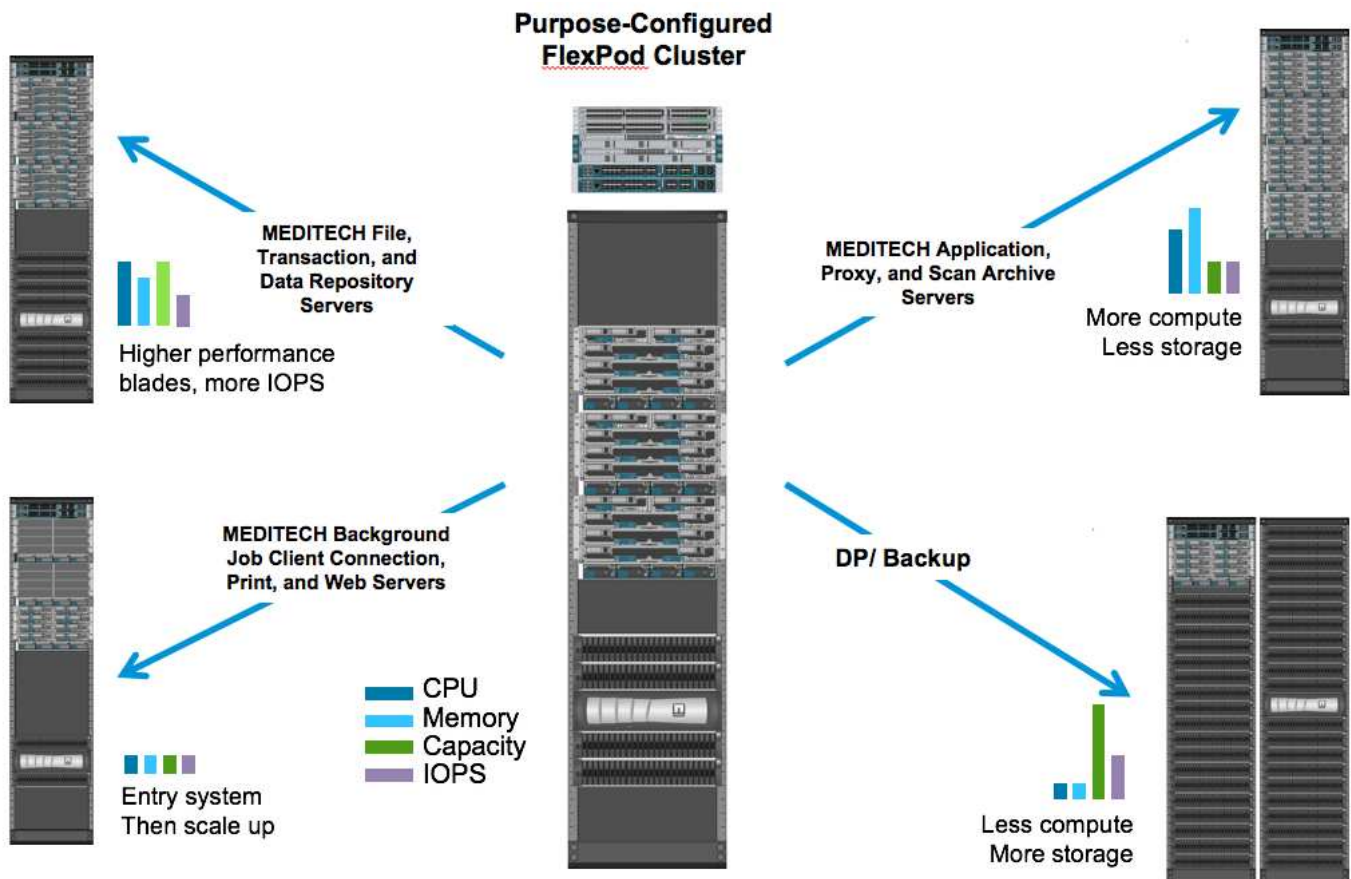 Purpose-Configured
FlexPod Cluster
MEDITECH File,
Transaction, and
Data Repository
Servers
Higher performance
blades, more IOPS
MEDITECH Application,
Proxy, and Scan Archive
Servers
More compute
Less storage
MEDITECH Background
Job Client Connection,
Print, and Web Servers
Entry system
Then scale up
CPU
Memory
Capacity
IOPS
DP/ Backup
Less compute
More storage